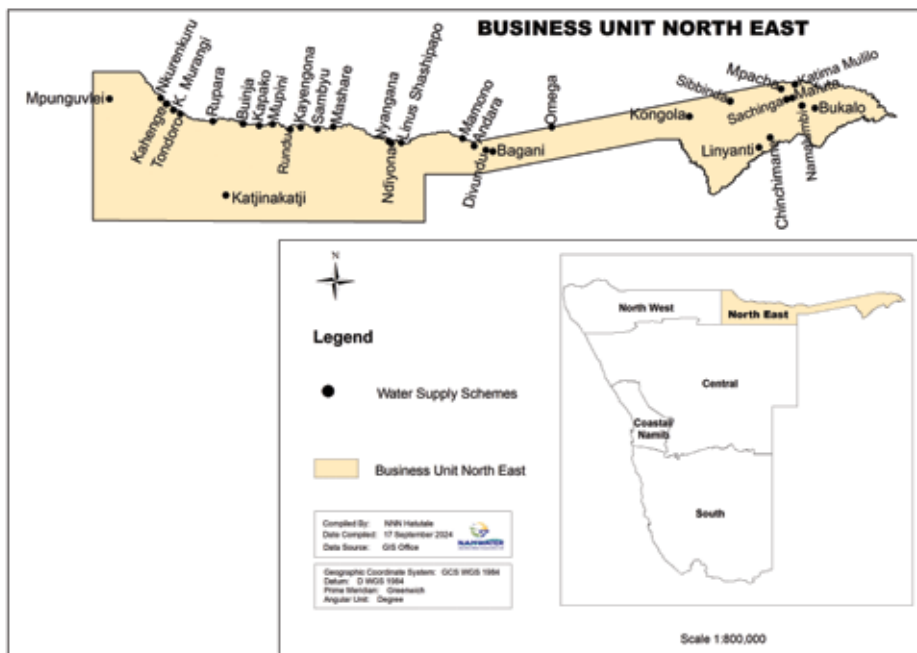 BUSINESS UNIT NORTH EAST
Mpunguvlei
Kahenge
Nkurenkuru
Tondoro
K. Murangi
Rupara
Buinja
Kapako
Mupini
Rundu
Kayengona
Sambyu
Mashare
Ndiyona
Nyangana
Linus Shashipapo
Mamono
Andara
Divundu
Bagani
Omega
Kongola
Sibbinda
Mpacha
Katima Mulilo
Sachinga
Mafuta
Bukalo
Linyanti
Chinchimani
Namalumbi
Katjinakatji
N
Legend
Water Supply Schemes
Business Unit North East
Compiled By: NNN Hatutale
Date Compiled: 17 September 2024
Data Source: GIS Office
NAMWATER
Geographic Coordinate System: GCS WGS 1984
Datum: D WGS 1984
Prime Meridian: Greenwich
Angular Unit: Degree
North West
North East
Central
Coastal/
Namib
South
Scale 1:800,000